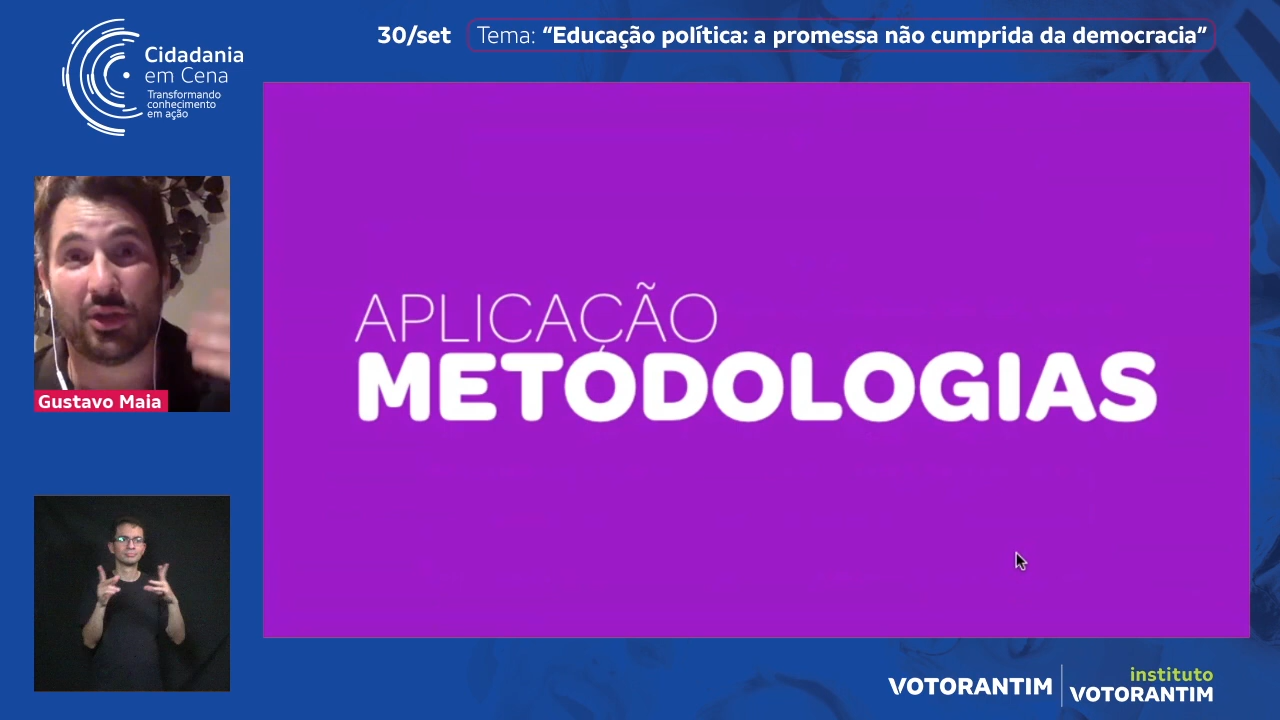 Cidadania
em Cena
Transformando
conhecimento
em ação
30/set Tema: “Educação política: a promessa não cumprida da democracia”
APLICAÇÃO
METODOLOGIAS
Gustavo Maia
VOTORANTIM
instituto
VOTORANTIM